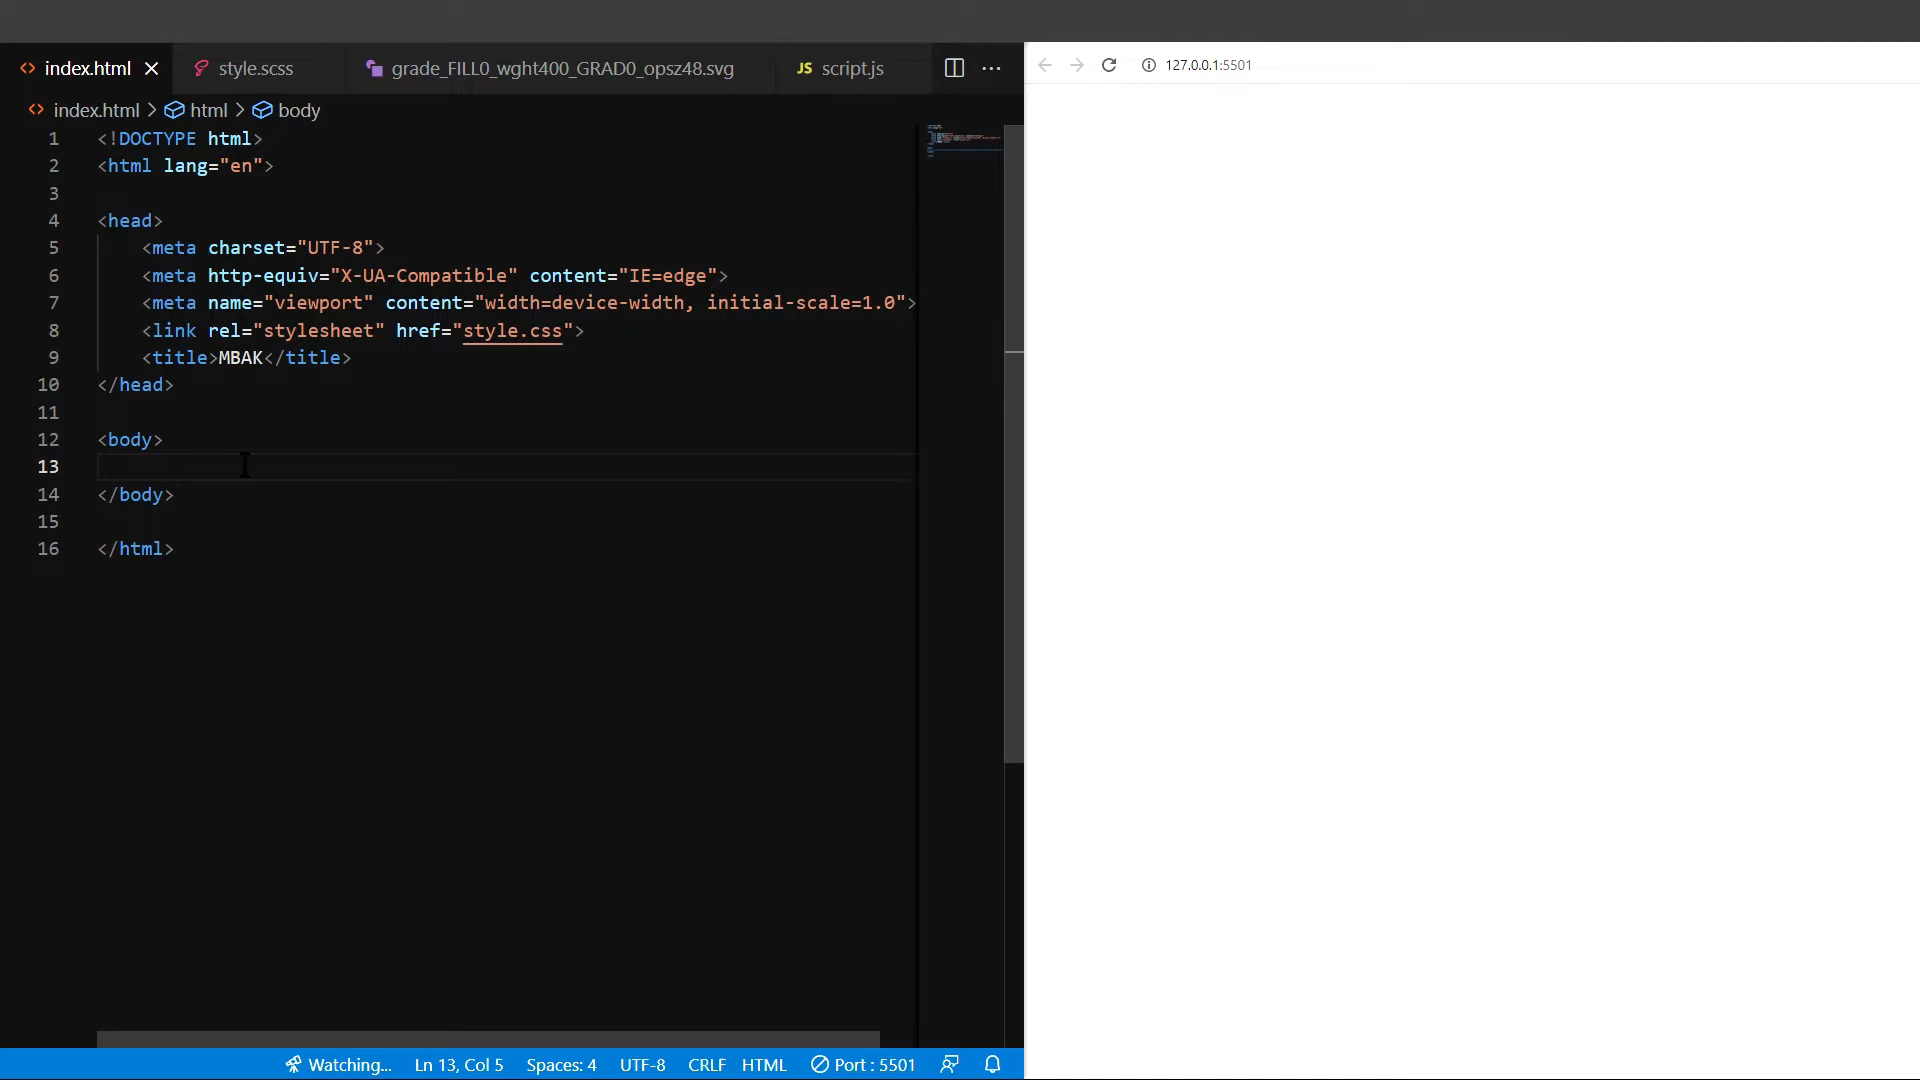 index.html
style.scss
grade_FILL0_wght400_GRAD0_opsz48.svg
JS script.js
127.0.0.1:5501
index.html > html > body
1 <!DOCTYPE html>
2 <html lang="en">
3
4 <head>
5 <meta charset="UTF-8">
6 <meta http-equiv="X-UA-Compatible" content="IE=edge">
7 <meta name="viewport" content="width=device-width, initial-scale=1.0">
8 <link rel="stylesheet" href="style.css">
9 <title>MBAK</title>
10 </head>
11
12 <body>
13
14 </body>
15
16 </html>
Watching... Ln 13, Col 5 Spaces: 4 UTF-8 CRLF HTML Port : 5501